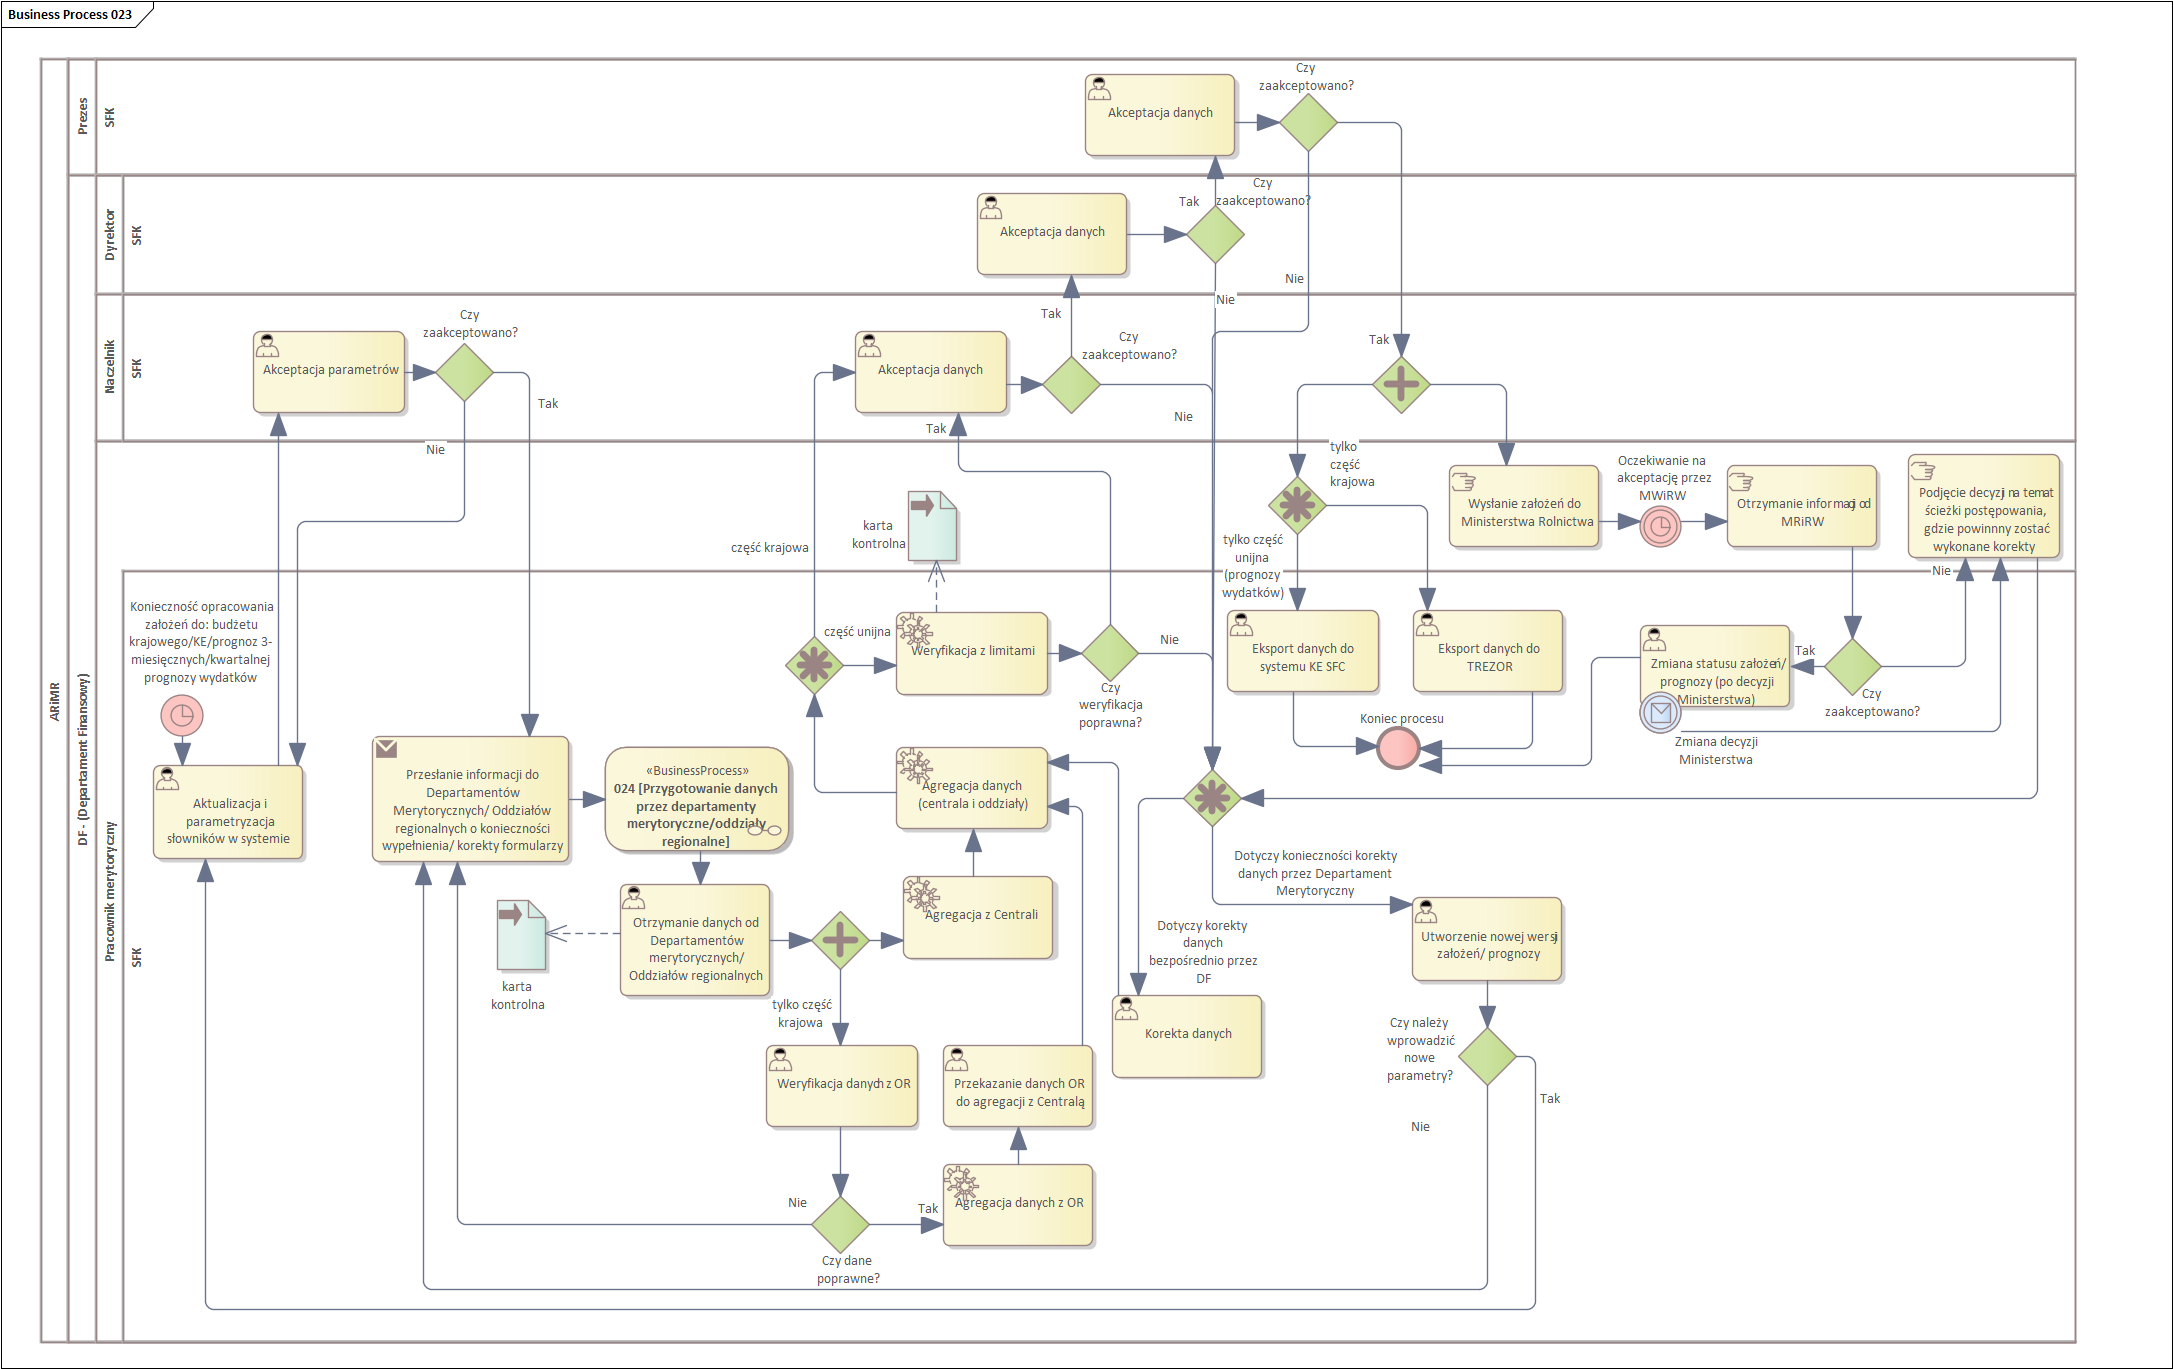 Business Process 023
ARiMR
Prezes
SFK
Akceptacja danych
Czy
zaakceptowano?
DF - (Departament Finansowy)
Dyrektor
SFK
Akceptacja danych
Tak
Czy
zaakceptowano?
Nie
Nie
Naczelnik
SFK
Akceptacja parametrów
Czy
zaakceptowano?
Tak
Nie
Akceptacja danych
Tak
Tak
Czy
zaakceptowano?
Nie
Tak
tylko
część
krajowa
Wysłanie założeń do
Ministerstwa Rolnictwa
Oczekiwanie na
akceptację przez
MWiRW
Otrzymanie informacji od
MRiRW
Podjęcie decyzji na temat
ścieżki postępowania,
gdzie powinnny zostać
wykonane korekty
karta
kontrolna
część krajowa
tylko część
unijna
(prognozy
wydatków)
Nie
Pracownik merytoryczny
SFK
Konieczność opracowania
założeń do: budżetu
krajowego/KE/prognoz 3-
miesięcznych/kwartalnej
prognozy wydatków
część unijna
Weryfikacja z limitami
Nie
Czy
weryfikacja
poprawna?
Eksport danych do
systemu KE SFC
Eksport danych do
TREZOR
Koniec procesu
Zmiana statusu założeń/
prognozy (po decyzji
Ministerstwa)
Tak
Czy
zaakceptowano?
Zmiana decyzji
Ministerstwa
Aktualizacja i
parametryzacja
słowników w systemie
Przesłanie informacji do
Departamentów
Merytorycznych/ Oddziałów
regionalnych o konieczności
wypełnienia/ korekty formularzy
«BusinessProcess»
024 [Przygotowanie danych
przez departamenty
merytoryczne/oddziały
regionalne]
Agregacja danych
(centrala i oddziały)
Dotyczy konieczności korekty
danych przez Departament
Merytoryczny
karta
kontrolna
Otrzymanie danych od
Departamentów
merytorycznych/
Oddziałów regionalnych
Agregacja z Centrali
Dotyczy korekty
danych
bezpośrednio przez
DF
Utworzenie nowej wersji
założeń/ prognozy
tylko część
krajowa
Weryfikacja danych z OR
Przekazanie danych OR
do agregacji z Centralą
Korekta danych
Czy należy
wprowadzić
nowe
parametry?
Tak
Nie
Nie
Tak
Agregacja danych z OR
Czy dane
poprawne?